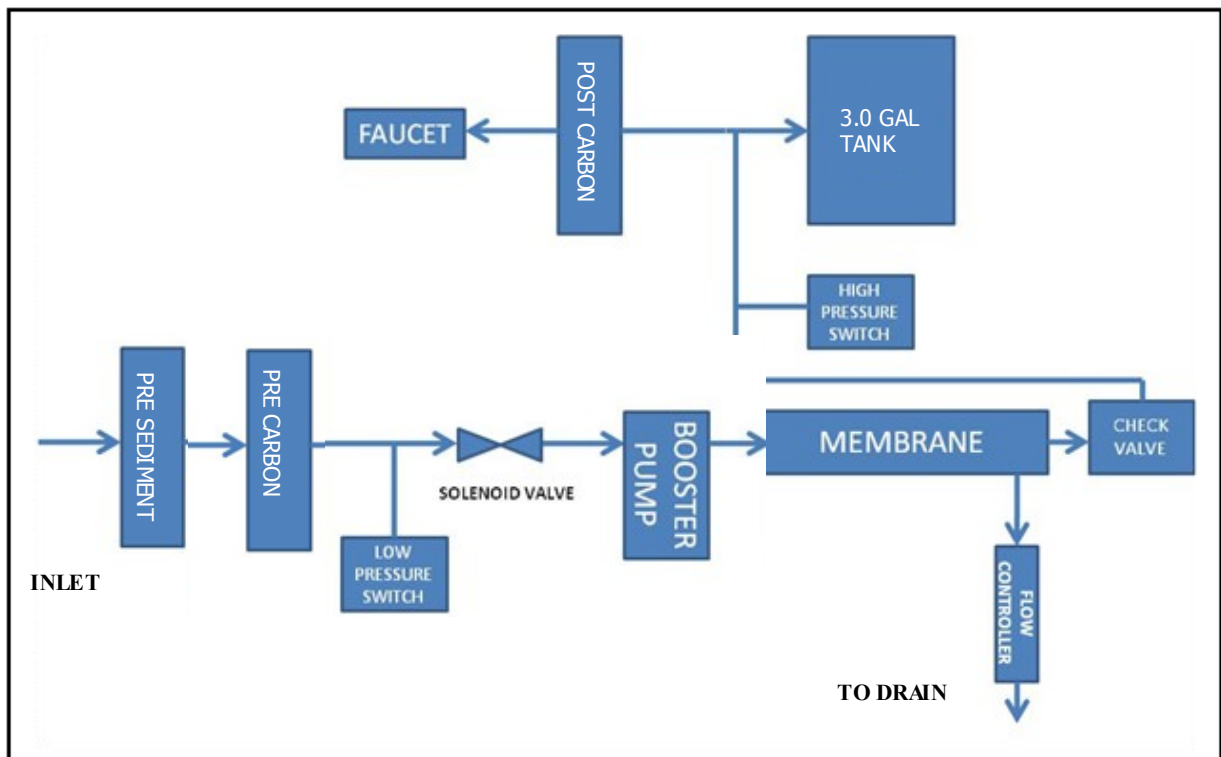 FAUCET
POST CARBON
3.0 GAL
TANK
HIGH
PRESSURE
SWITCH
PRE SEDIMENT
PRE CARBON
SOLENOID VALVE
BOOSTER
PUMP
MEMBRANE
CHECK
VALVE
LOW
PRESSURE
SWITCH
INLET
FLOW
CONTROLLER
TO DRAIN